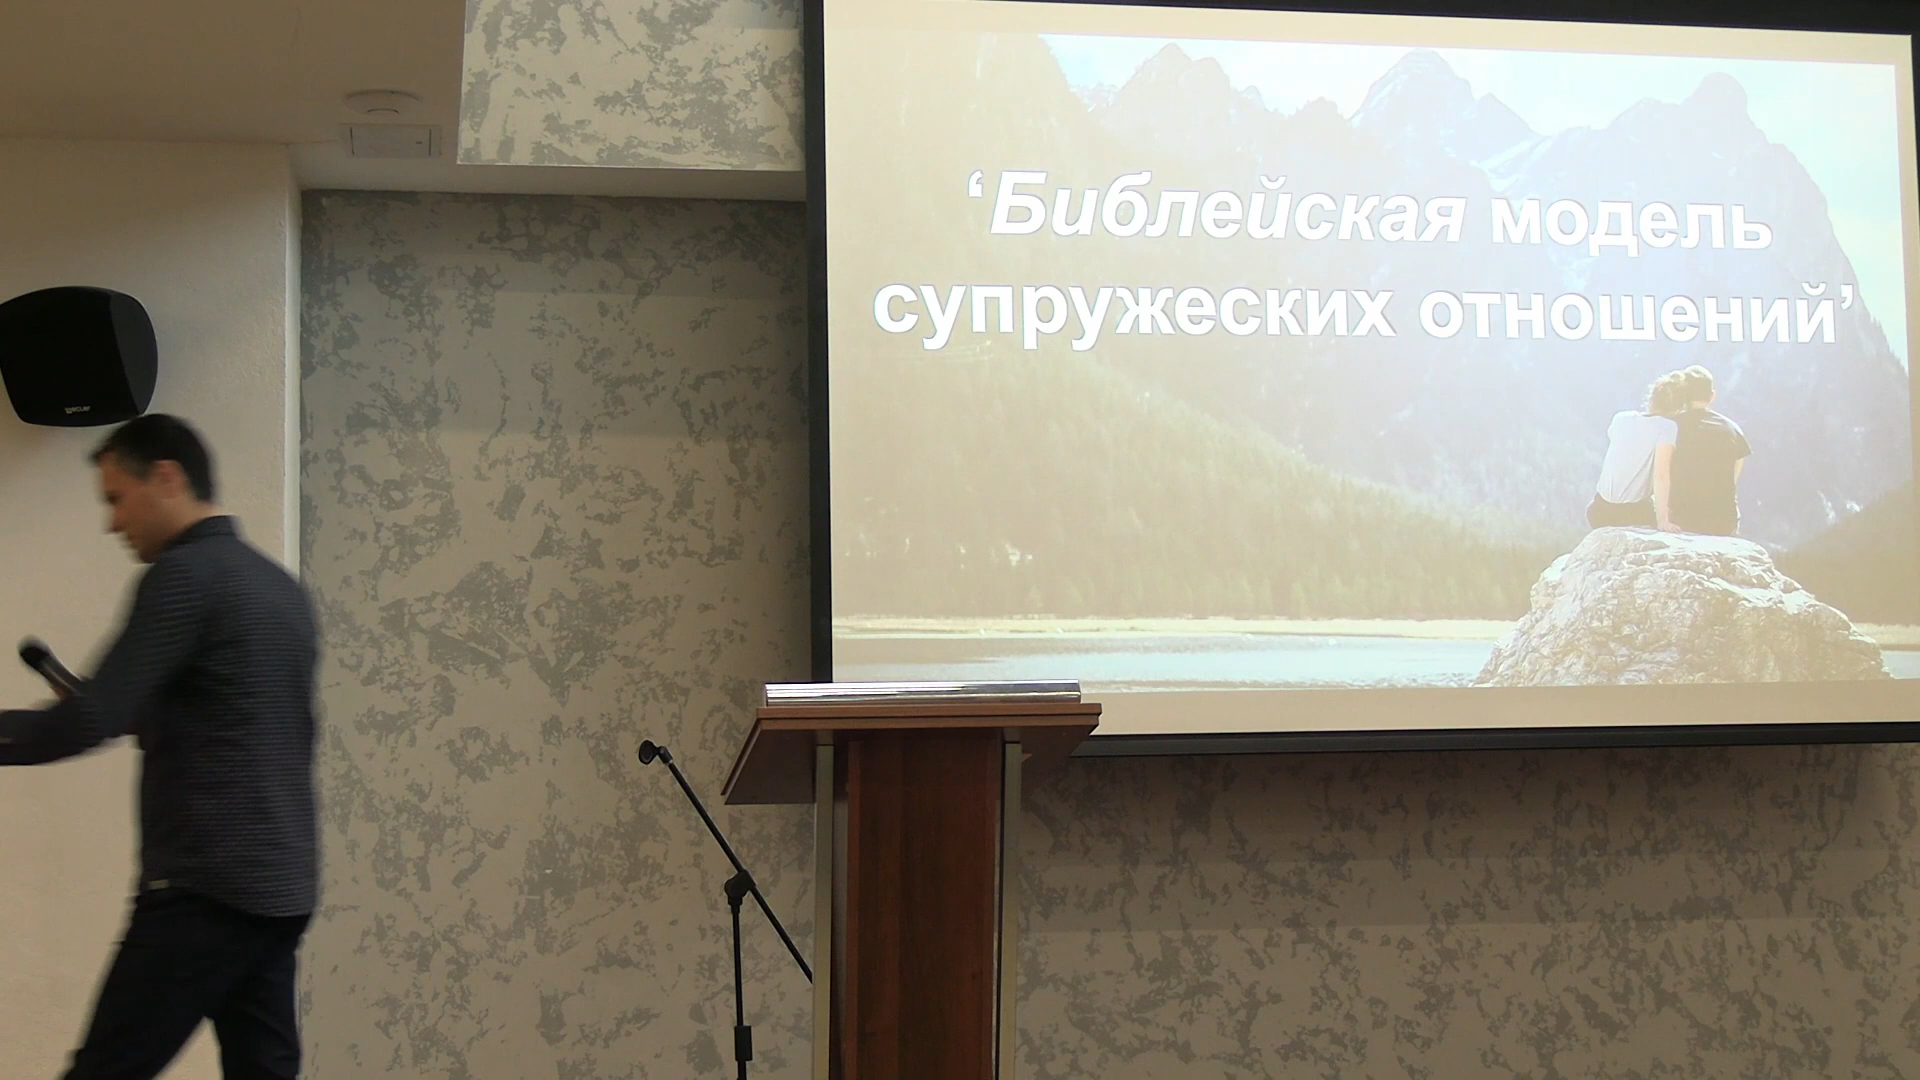 ‘Библейская модель
супружеских отношений’